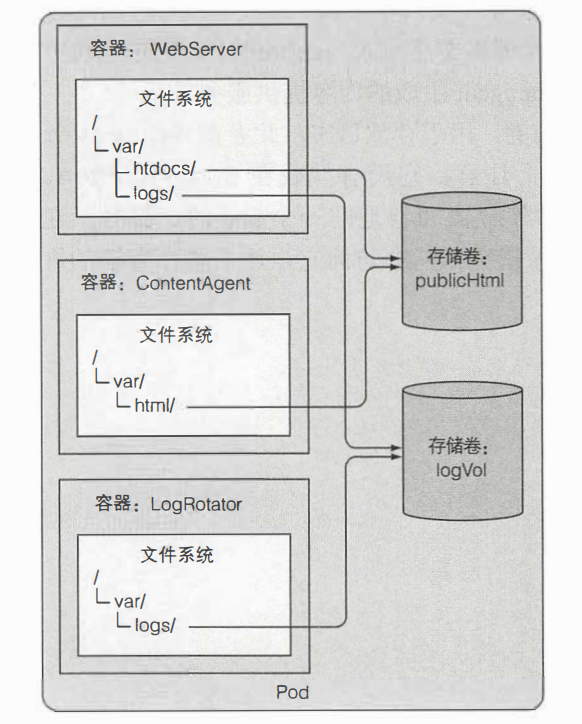 容器：WebServer
文件系统
/
var/
htdocs/
logs/
存储卷：
publicHtml
容器：ContentAgent
文件系统
/
var/
html/
存储卷：
logVol
容器：LogRotator
文件系统
/
var/
logs/
Pod